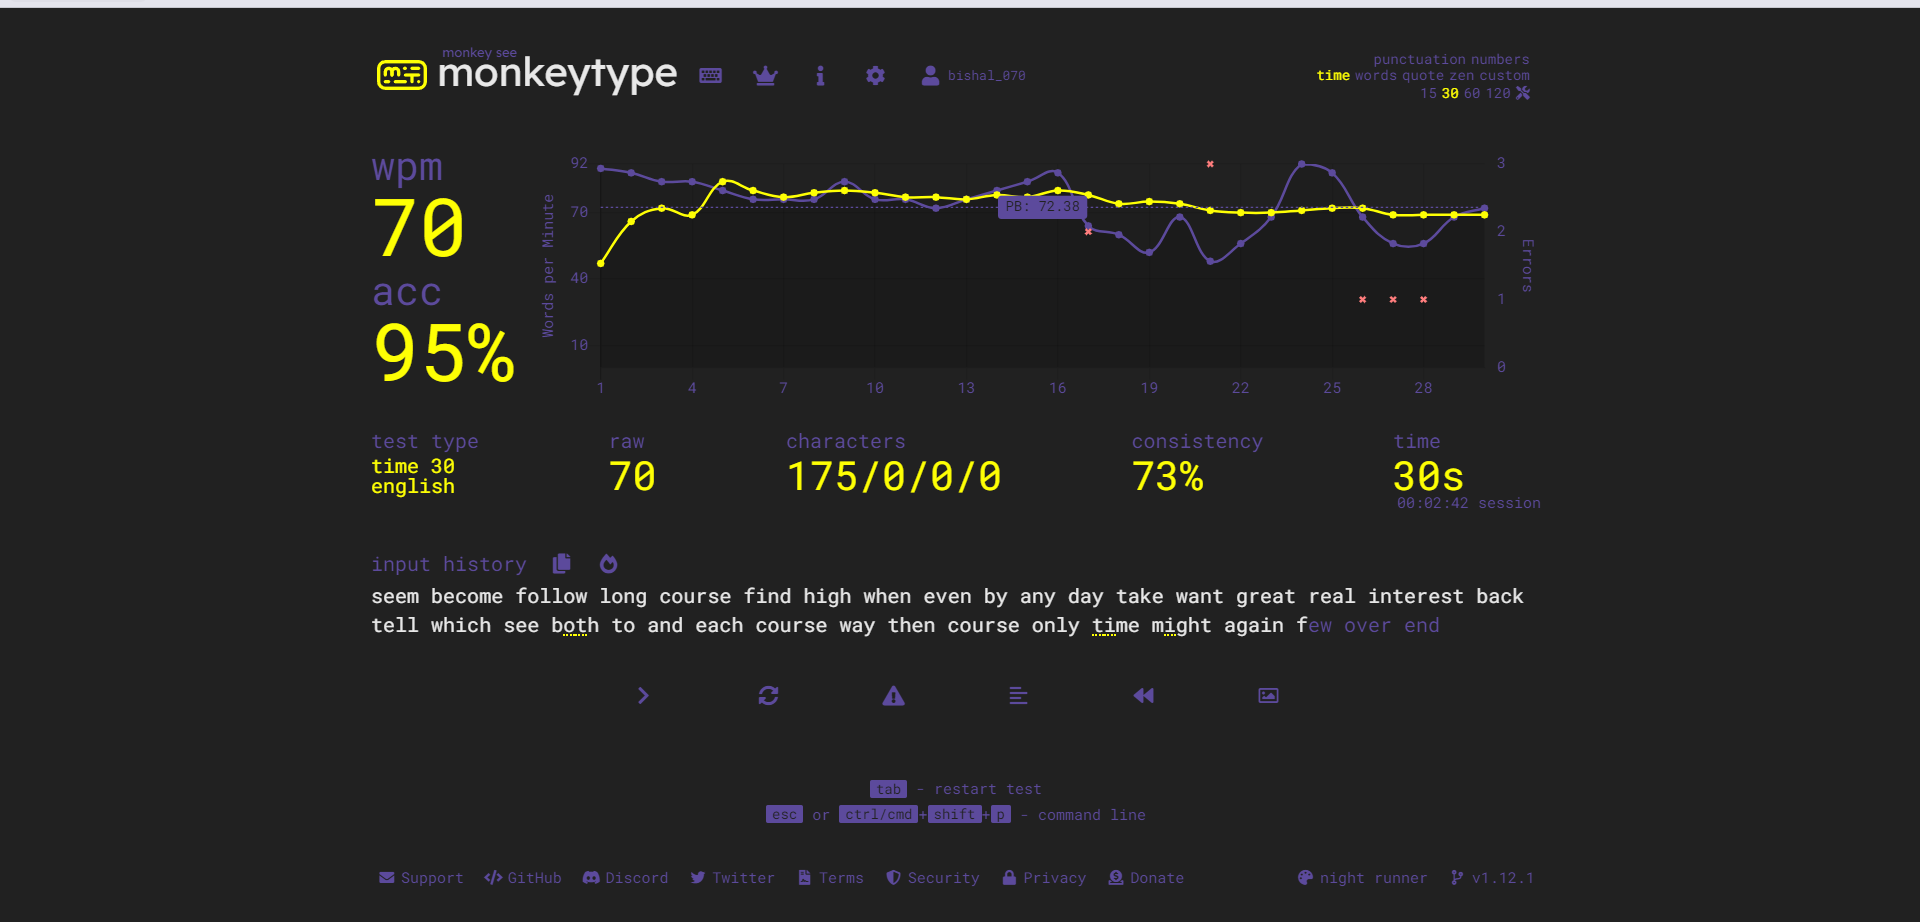 monkey see
monkeytype
bishal_070
punctuation numbers
time words quote zen custom
15 30 60 120
wpm
70
acc
95%
Words per Minute
92
70
40
10
PB: 72.38
3
2
1
0
Errors
1 4 7 10 13 16 19 22 25 28
test type
time 30
english
raw
70
characters
175/0/0/0
consistency
73%
time
30s
00:02:42 session
input history
seem become follow long course find high when even by any day take want great real interest back
tell which see both to and each course way then course only time might again few over end
tab - restart test
esc or ctrl/cmd+shift+p - command line
Support GitHub Discord Twitter Terms Security Privacy Donate night runner v1.12.1